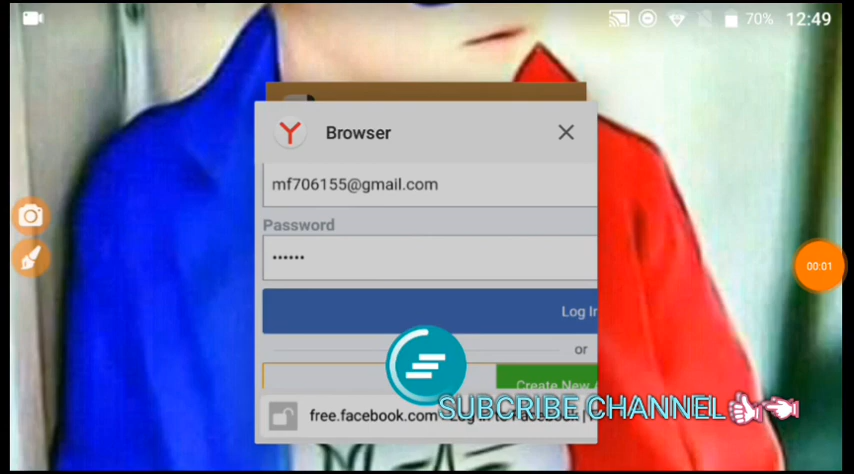 70% 12:49
Browser
mf706155@gmail.com
Password
••••••
00:01
Log In
or
Create New
free.facebook.com
SUBCRIBE CHANNEL